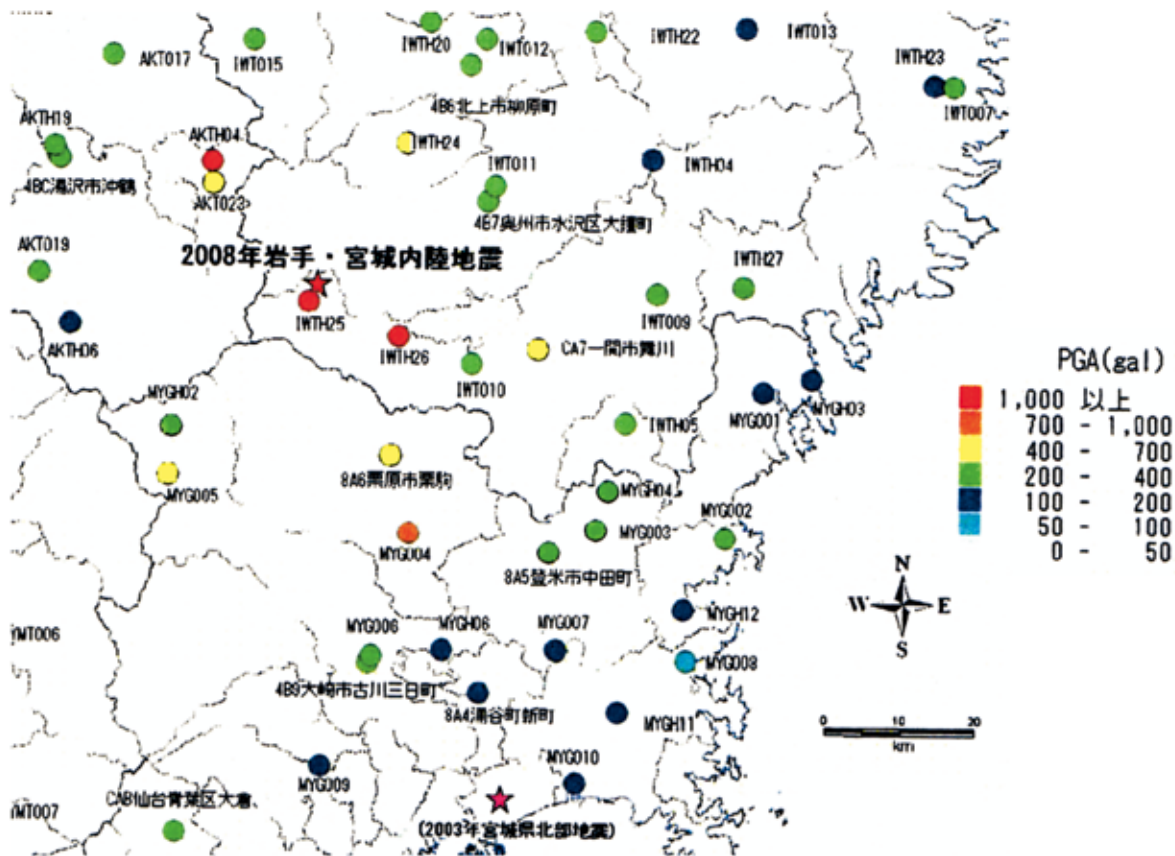 AKT017
IWT015
IWTH20
IWT012
IWTH22
IWT013
IWTH23
IWT007
4B6北上市柳原町
AKTH19
AKTH04
IWTH24
IWT011
IWTH04
4BC湯沢市沖鶴
AKT023
4B7奥州市水沢区大鐘町
AKT019
2008年岩手・宮城内陸地震
IWTH27
IWTH25
IWT009
AKTH06
IWTH26
CA7一関市舞川
IWT010
PGA(gal)
1,000 以上
700 - 1,000
400 - 700
200 - 400
100 - 200
50 - 100
0 - 50
MYGH02
MYG001
MYGH03
IWTH05
MYG005
8A6栗原市栗駒
MYGH04
MYG004
MYG003
MYG002
8A5登米市中田町
N
W E
S
MYGH12
YMT006
MYG006
MYGH06
MYG007
MYG008
4B9大崎市古川三日町
8A4涌谷町新町
MYGH11
0 10 20
km
MYG009
MYG010
YMT007
CAB仙台青葉区大倉
(2003年宮城県北部地震)